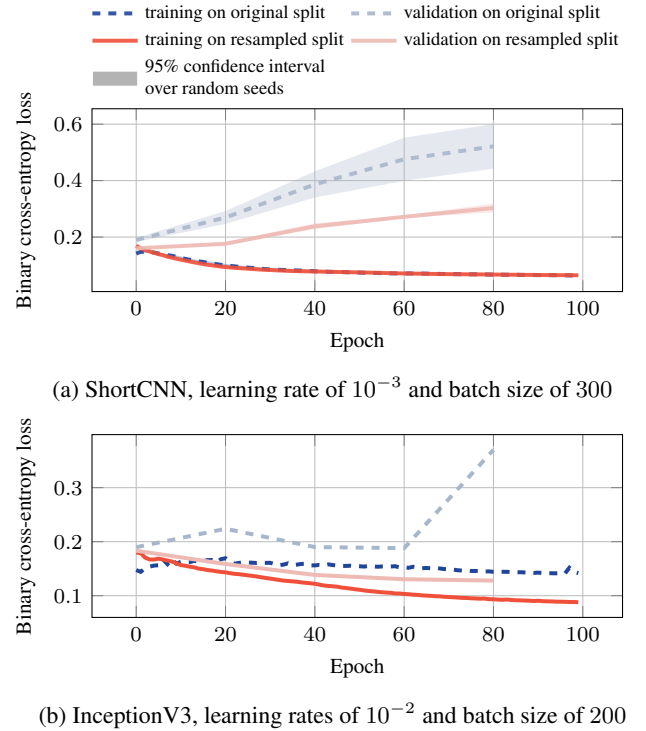 training on original split
validation on original split
training on resampled split
validation on resampled split
95% confidence interval
over random seeds
Binary cross-entropy loss
0.6
0.4
0.2
0
20
40
60
80
100
Epoch
(a) ShortCNN, learning rate of 10⁻³ and batch size of 300
Binary cross-entropy loss
0.3
0.2
0.1
0
20
40
60
80
100
Epoch
(b) InceptionV3, learning rates of 10⁻² and batch size of 200